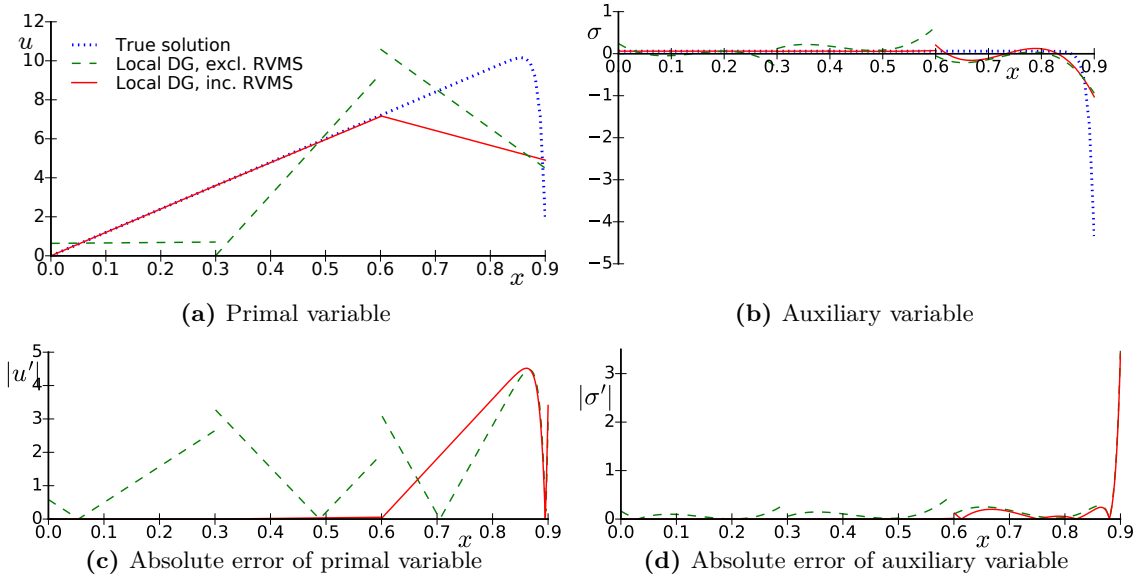 12
u
10
8
6
4
2
0
True solution
Local DG, excl. RVMS
Local DG, inc. RVMS
0.0 0.1 0.2 0.3 0.4 0.5 0.6 0.7 0.8 0.9
x
(a) Primal variable
1
σ
0
−1
−2
−3
−4
−5
0.0 0.1 0.2 0.3 0.4 0.5 0.6 0.7 0.8 0.9
x
(b) Auxiliary variable
5
|u′|
4
3
2
1
0
0.0 0.1 0.2 0.3 0.4 0.5 0.6 0.7 0.8 0.9
x
(c) Absolute error of primal variable
3
|σ′|
2
1
0
0.0 0.1 0.2 0.3 0.4 0.5 0.6 0.7 0.8 0.9
x
(d) Absolute error of auxiliary variable